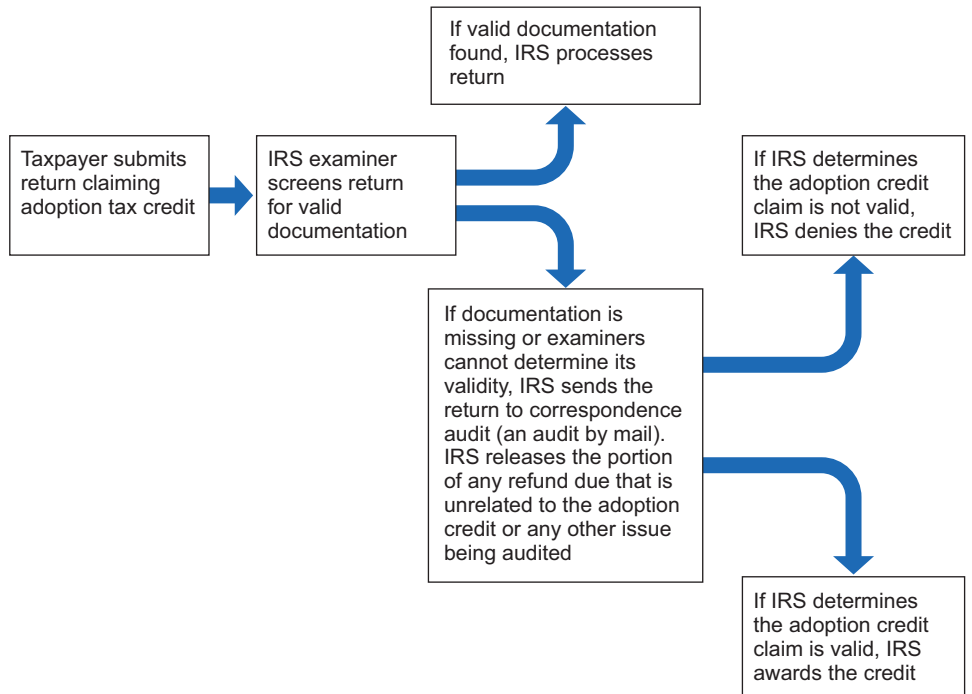 If valid documentation
found, IRS processes
return
Taxpayer submits
return claiming
adoption tax credit
IRS examiner
screens return
for valid
documentation
If IRS determines
the adoption credit
claim is not valid,
IRS denies the credit
If documentation is
missing or examiners
cannot determine its
validity, IRS sends the
return to correspondence
audit (an audit by mail).
IRS releases the portion
of any refund due that is
unrelated to the adoption
credit or any other issue
being audited
If IRS determines
the adoption credit
claim is valid, IRS
awards the credit